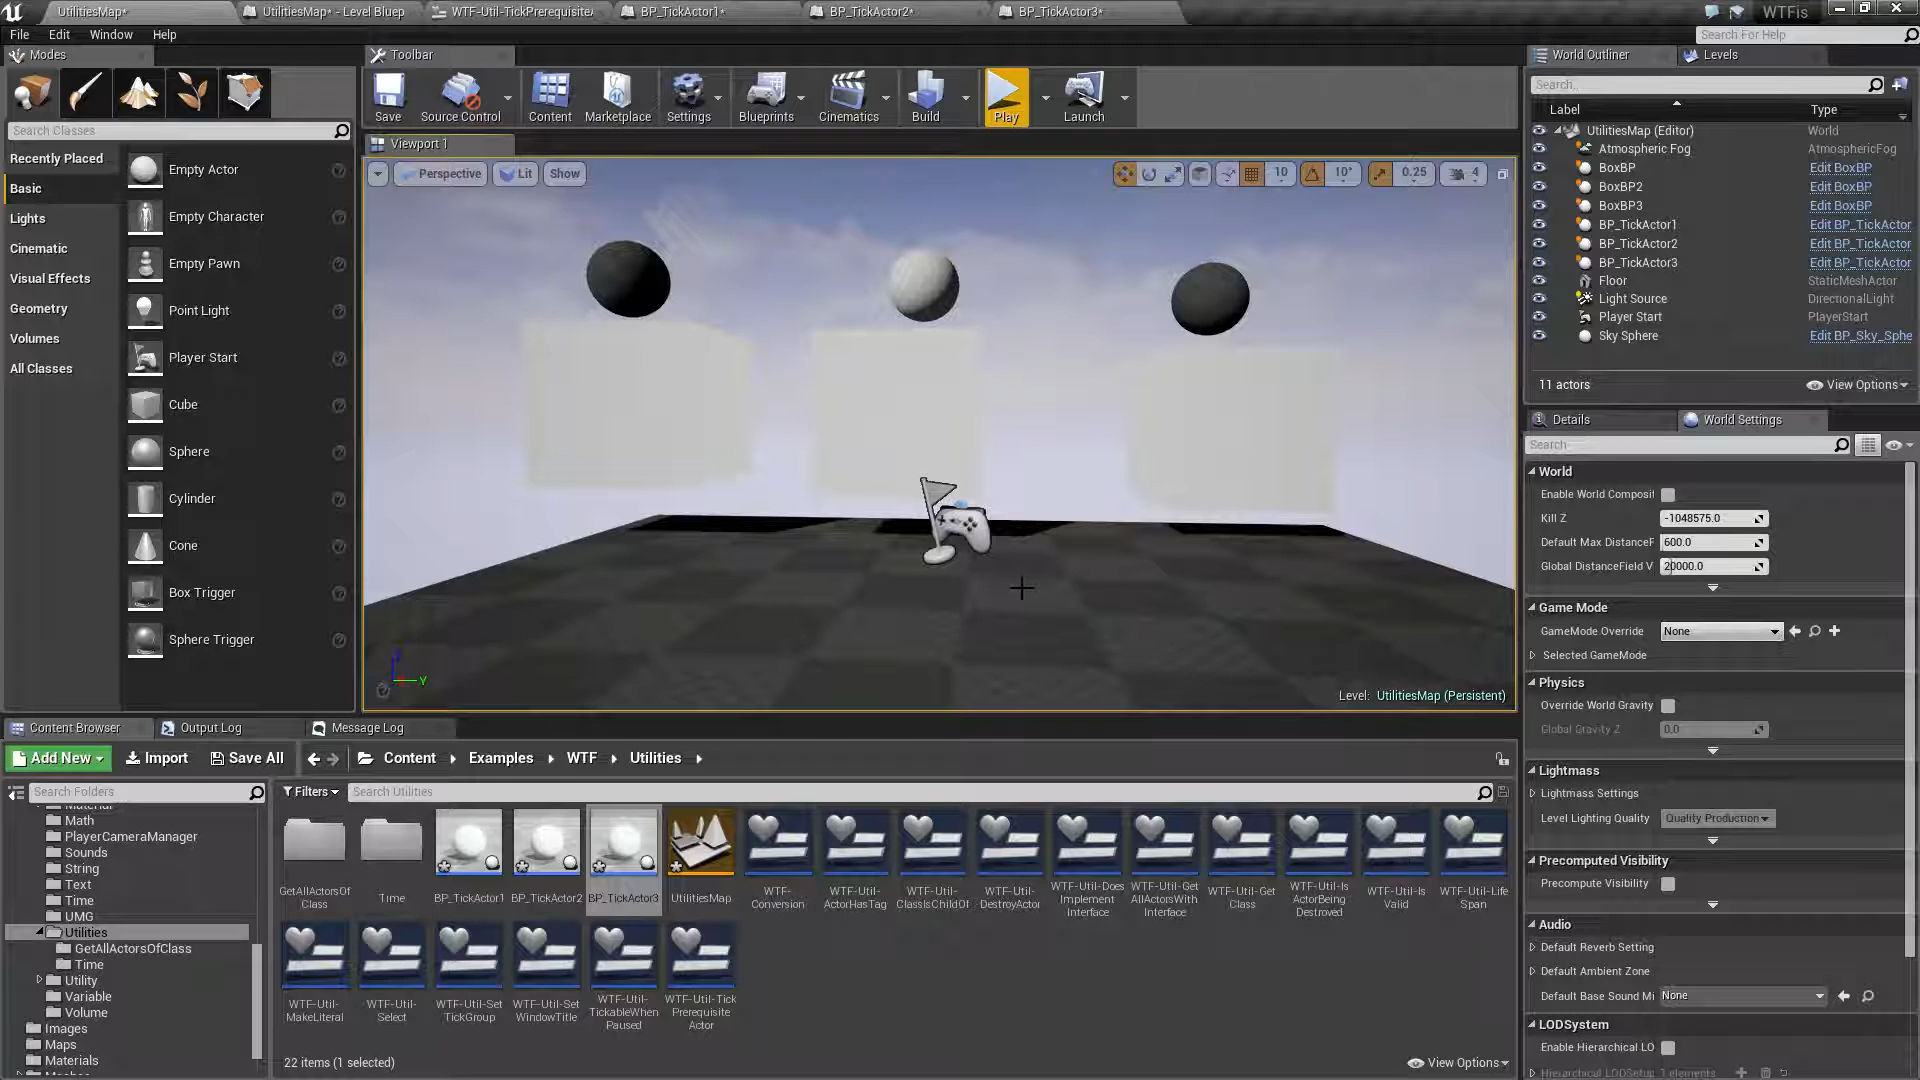 UtilitiesMap*
UtilitiesMap* - Level Bluep
WTF-Util-TickPrerequisite
BP_TickActor1*
BP_TickActor2*
BP_TickActor3*
WTFis
File Edit Window Help
Search For Help
Modes
Toolbar
World Outliner
Levels
Save
Source Control
Content
Marketplace
Settings
Blueprints
Cinematics
Build
Play
Launch
Search...
Label Type
Search Classes
Viewport 1
Recently Placed
Basic
Lights
Cinematic
Visual Effects
Geometry
Volumes
All Classes
Empty Actor
Empty Character
Empty Pawn
Point Light
Player Start
Cube
Sphere
Cylinder
Cone
Box Trigger
Sphere Trigger
Perspective
Lit
Show
10
10°
0.25
4
Y
Level: UtilitiesMap (Persistent)
UtilitiesMap (Editor) World
Atmospheric Fog AtmosphericFog
BoxBP Edit BoxBP
BoxBP2 Edit BoxBP
BoxBP3 Edit BoxBP
BP_TickActor1 Edit BP_TickActor
BP_TickActor2 Edit BP_TickActor
BP_TickActor3 Edit BP_TickActor
Floor StaticMeshActor
Light Source DirectionalLight
Player Start PlayerStart
Sky Sphere Edit BP_Sky_Sphe
11 actors
View Options
Details
World Settings
Search
World
Enable World Composit
Kill Z -1048575.0
Default Max DistanceF 600.0
Global DistanceField V 20000.0
Game Mode
GameMode Override None
Selected GameMode
Physics
Override World Gravity
Global Gravity Z 0.0
Lightmass
Lightmass Settings
Level Lighting Quality Quality Production
Precomputed Visibility
Precompute Visibility
Audio
Default Reverb Setting
Default Ambient Zone
Default Base Sound Mi None
LODSystem
Enable Hierarchical LO
Hierarchical LODSetup 1 elements
Content Browser
Output Log
Message Log
Add New
Import
Save All
Content
Examples
WTF
Utilities
Search Folders
Filters
Search Utilities
Material
Math
PlayerCameraManager
Sounds
String
Text
Time
UMG
Utilities
GetAllActorsOfClass
Time
Utility
Variable
Volume
Images
Maps
Materials
GetAllActorsOf
Class
Time
BP_TickActor1
BP_TickActor2
BP_TickActor3
UtilitiesMap
WTF-
Conversion
WTF-Util-
ActorHasTag
WTF-Util-
ClassIsChildOf
WTF-Util-
DestroyActor
WTF-Util-Does
Implement
Interface
WTF-Util-Get
AllActorsWith
Interface
WTF-Util-Get
Class
WTF-Util-Is
ActorBeing
Destroyed
WTF-Util-Is
Valid
WTF-Util-Life
Span
WTF-Util-
MakeLiteral
WTF-Util-
Select
WTF-Util-Set
TickGroup
WTF-Util-Set
WindowTitle
WTF-Util-
TickableWhen
Paused
WTF-Util-Tick
Prerequisite
Actor
22 items (1 selected)
View Options